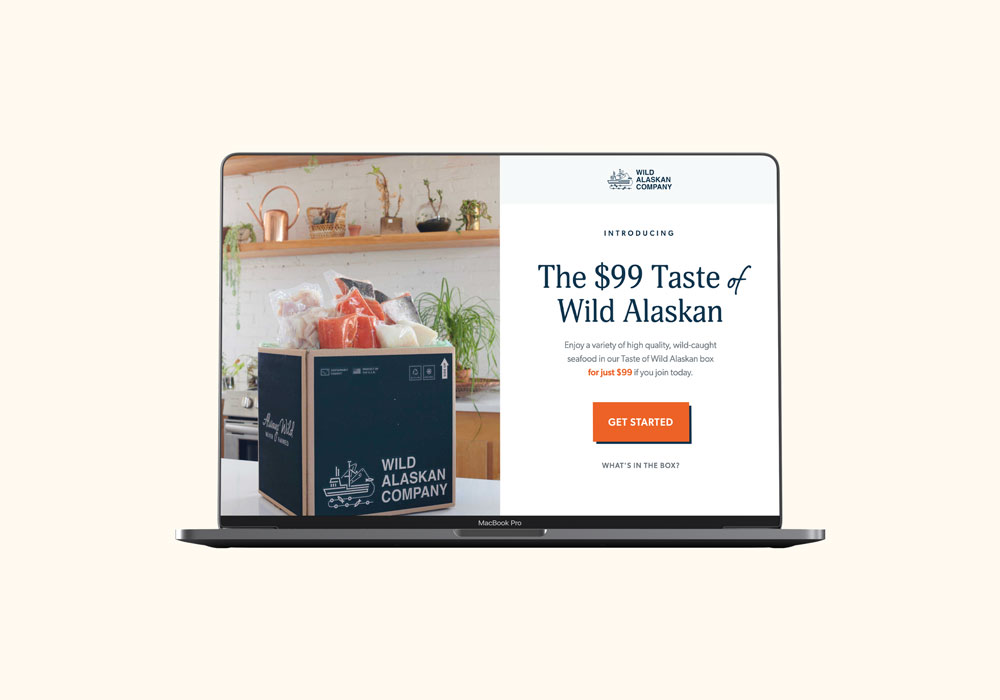 WILD
ALASKAN
COMPANY
INTRODUCING
The $99 Taste of
Wild Alaskan
Enjoy a variety of high quality, wild-caught
seafood in our Taste of Wild Alaskan box
for just $99 if you join today.
GET STARTED
WHAT'S IN THE BOX?
Always Wild
NEVER FARMED
WILD
ALASKAN
COMPANY
MacBook Pro